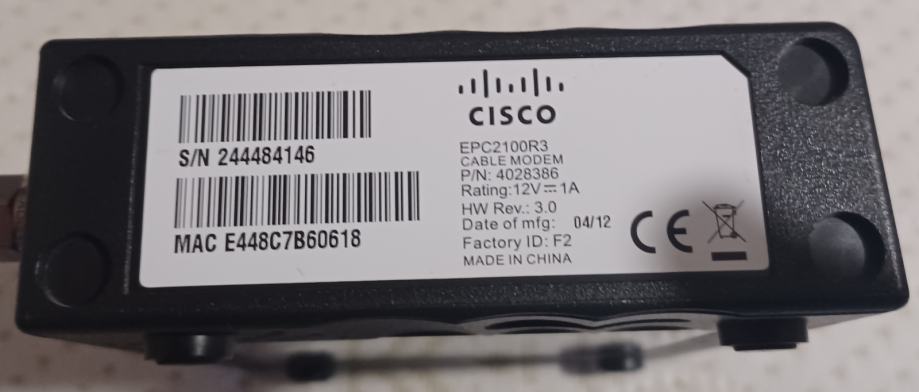 S/N 244484146
MAC E448C7B60618
CISCO
EPC2100R3
CABLE MODEM
P/N: 4028386
Rating:12V⎓1A
HW Rev.: 3.0
Date of mfg: 04/12
Factory ID: F2
MADE IN CHINA
CE